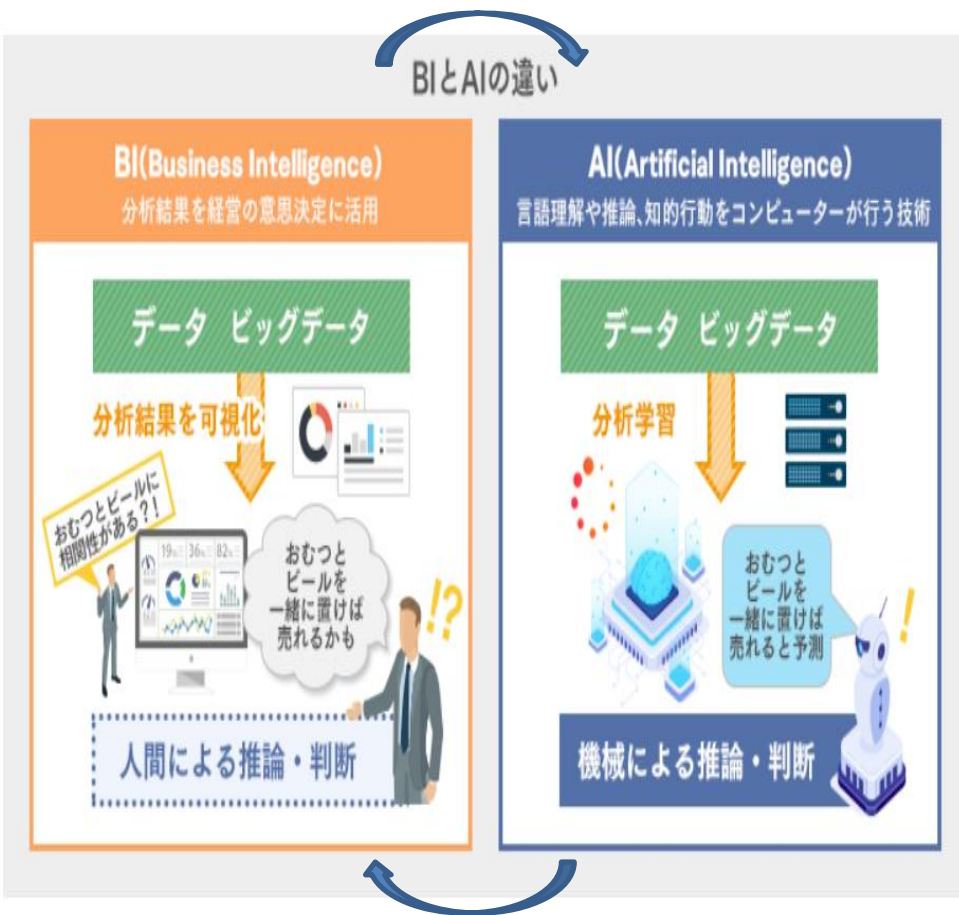 BIとAIの違い
BI(Business Intelligence)
分析結果を経営の意思決定に活用
データ ビッグデータ
分析結果を可視化
おむつとビールに
相関性がある?!
19% 36% 82%
おむつと
ビールを
一緒に置けば
売れるかも
!?
人間による推論・判断
AI(Artificial Intelligence)
言語理解や推論、知的行動をコンピューターが行う技術
データ ビッグデータ
分析学習
おむつと
ビールを
一緒に置けば
売れると予測
!
機械による推論・判断